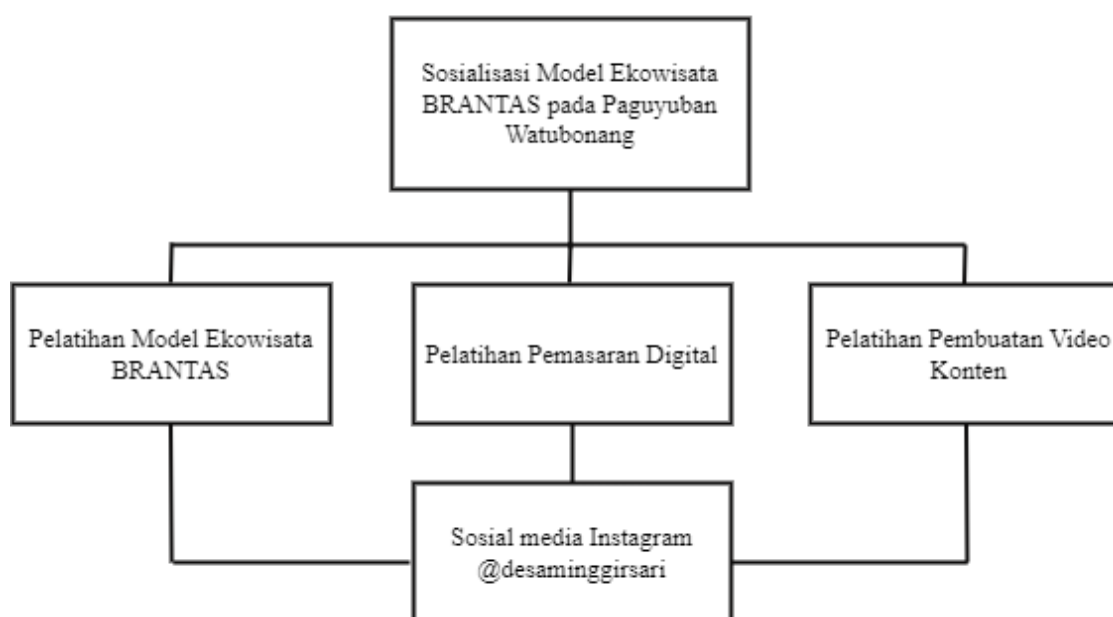 Sosialisasi Model Ekowisata
BRANTAS pada Paguyuban
Watubonang
Pelatihan Model Ekowisata
BRANTAS
Pelatihan Pemasaran Digital
Pelatihan Pembuatan Video
Konten
Sosial media Instagram
@desaminggirsari